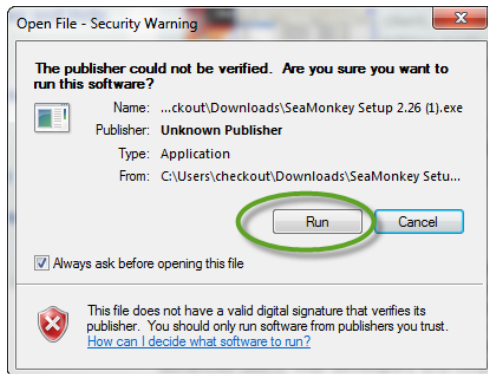 Open File - Security Warning
The publisher could not be verified. Are you sure you want to
run this software?
Name: ...ckout\Downloads\SeaMonkey Setup 2.26 (1).exe
Publisher: Unknown Publisher
Type: Application
From: C:\Users\checkout\Downloads\SeaMonkey Setu...
Run Cancel
Always ask before opening this file
This file does not have a valid digital signature that verifies its
publisher. You should only run software from publishers you trust.
How can I decide what software to run?